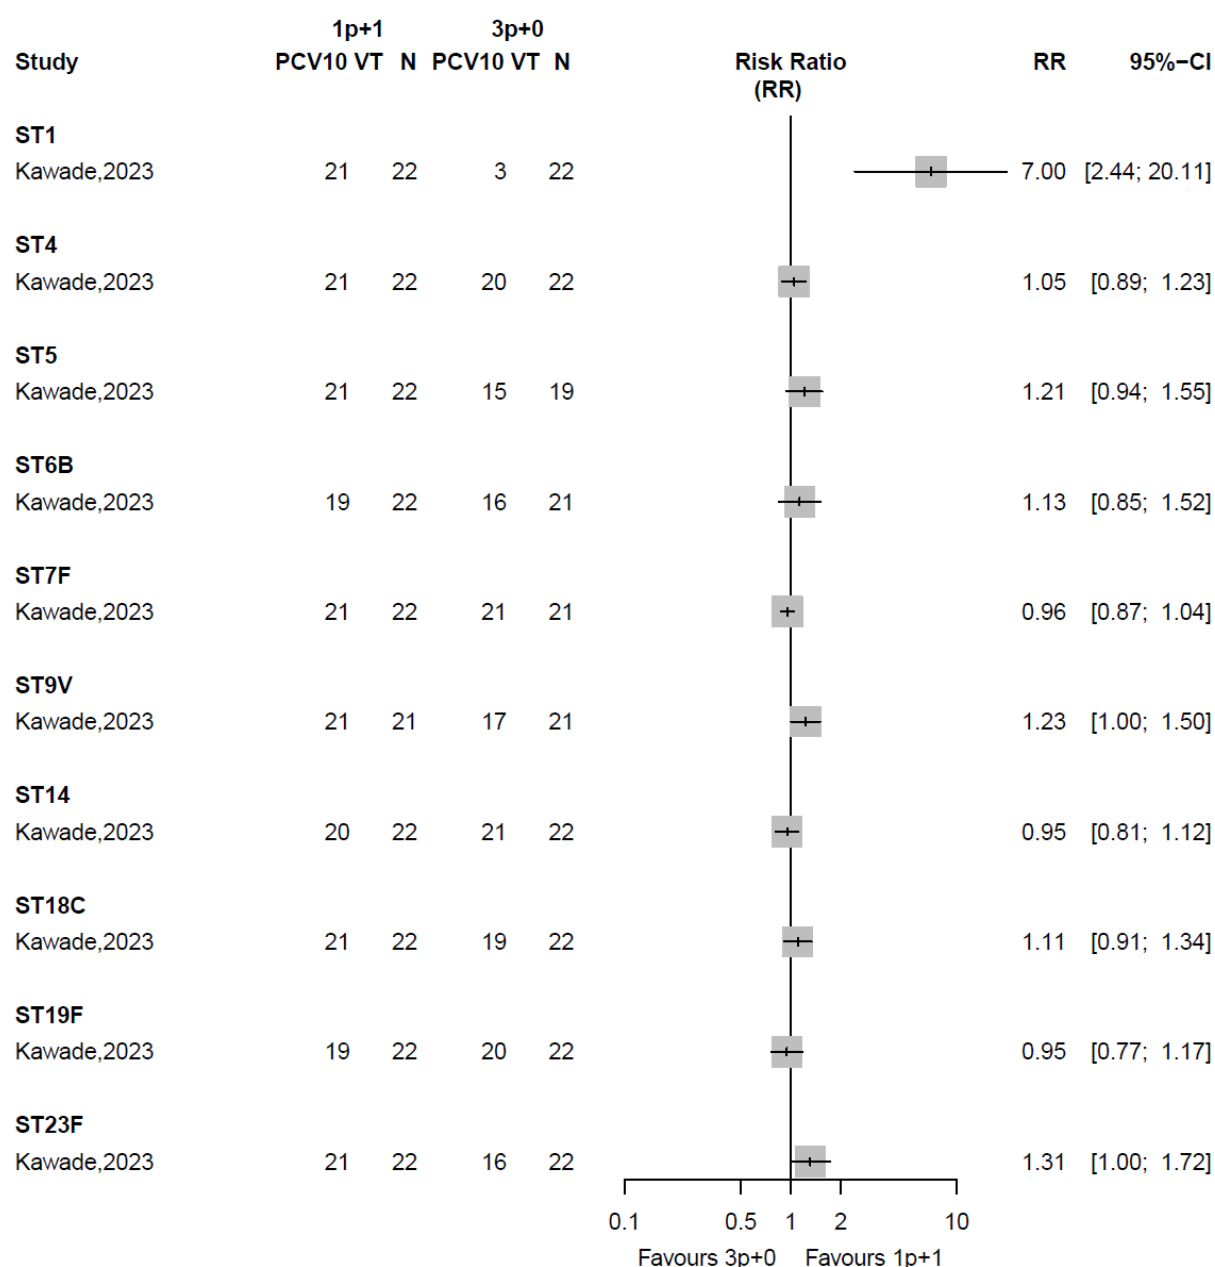 1p+1 3p+0
Study PCV10 VT N PCV10 VT N Risk Ratio RR 95%−CI
(RR)
ST1
Kawade,2023 21 22 3 22 7.00 [2.44; 20.11]
ST4
Kawade,2023 21 22 20 22 1.05 [0.89; 1.23]
ST5
Kawade,2023 21 22 15 19 1.21 [0.94; 1.55]
ST6B
Kawade,2023 19 22 16 21 1.13 [0.85; 1.52]
ST7F
Kawade,2023 21 22 21 21 0.96 [0.87; 1.04]
ST9V
Kawade,2023 21 21 17 21 1.23 [1.00; 1.50]
ST14
Kawade,2023 20 22 21 22 0.95 [0.81; 1.12]
ST18C
Kawade,2023 21 22 19 22 1.11 [0.91; 1.34]
ST19F
Kawade,2023 19 22 20 22 0.95 [0.77; 1.17]
ST23F
Kawade,2023 21 22 16 22 1.31 [1.00; 1.72]
0.1 0.5 1 2 10
Favours 3p+0 Favours 1p+1